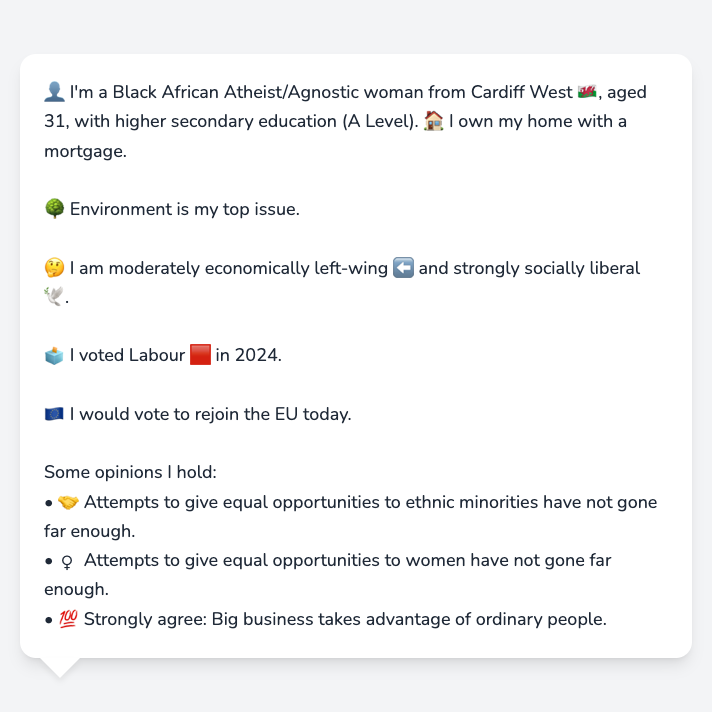 👤 I'm a Black African Atheist/Agnostic woman from Cardiff West 🏴󠁧󠁢󠁷󠁬󠁳󠁿, aged
31, with higher secondary education (A Level). 🏠 I own my home with a
mortgage.
🌳 Environment is my top issue.
🤔 I am moderately economically left-wing ⬅️ and strongly socially liberal
🕊️.
🗳️ I voted Labour 🟥 in 2024.
🇪🇺 I would vote to rejoin the EU today.
Some opinions I hold:
• 🤝 Attempts to give equal opportunities to ethnic minorities have not gone
far enough.
• ♀ Attempts to give equal opportunities to women have not gone far
enough.
• 💯 Strongly agree: Big business takes advantage of ordinary people.